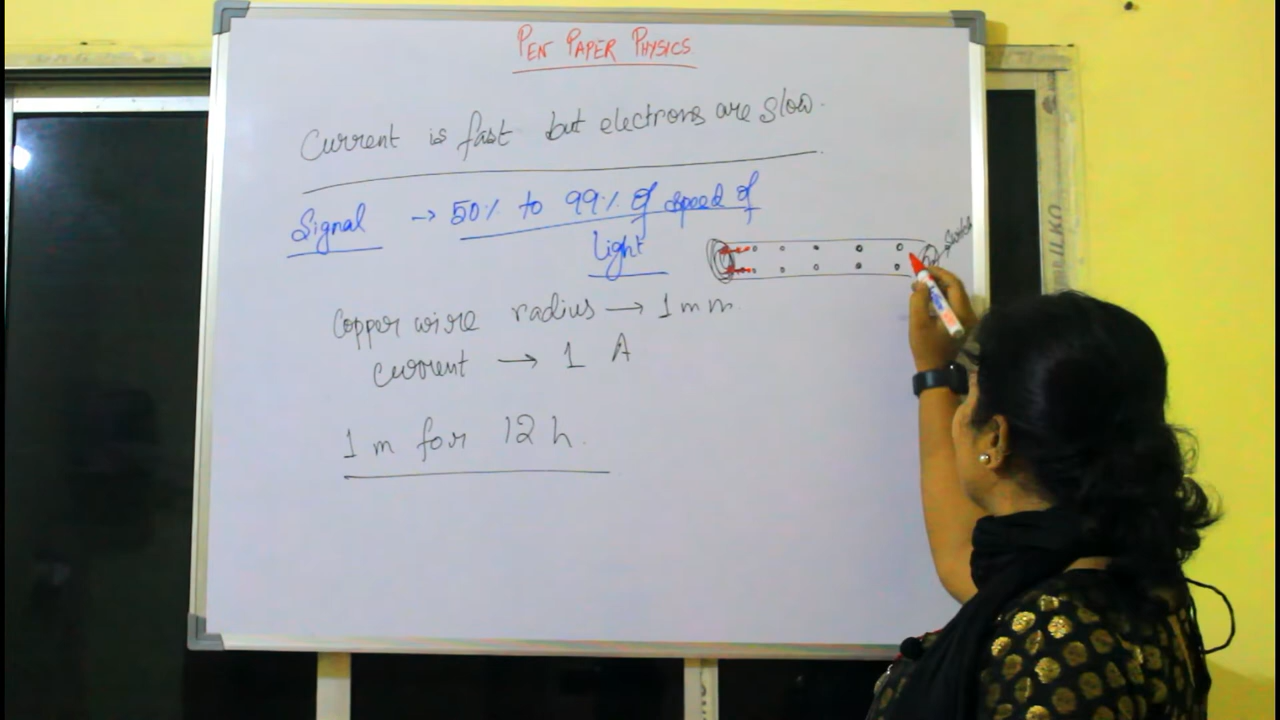 PEN PAPER PHYSICS
Current is fast but electrons are slow.
Signal → 50% to 99% of speed of
light
switch
Copper wire radius → 1 mm.
current → 1 A
1 m for 12 h.